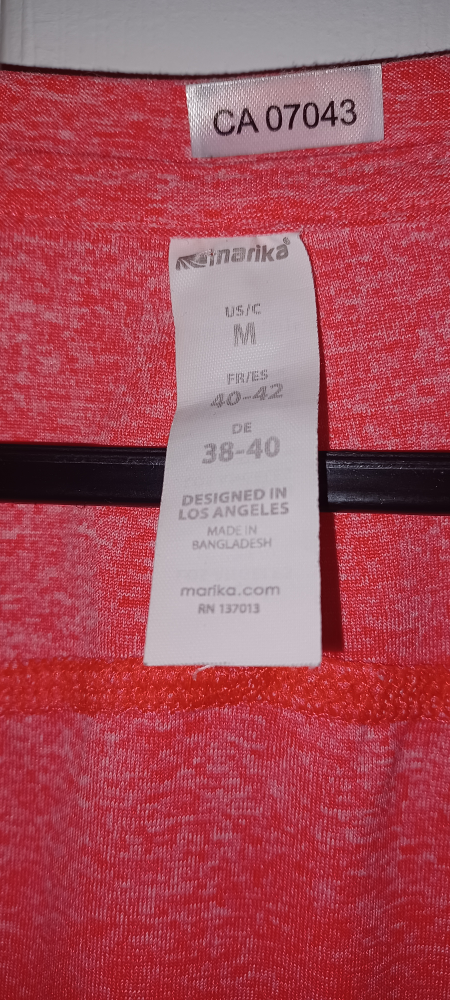 CA 07043
marika®
US/C
M
FR/ES
40-42
DE
38-40
DESIGNED IN
LOS ANGELES
MADE IN
BANGLADESH
marika.com
RN 137013